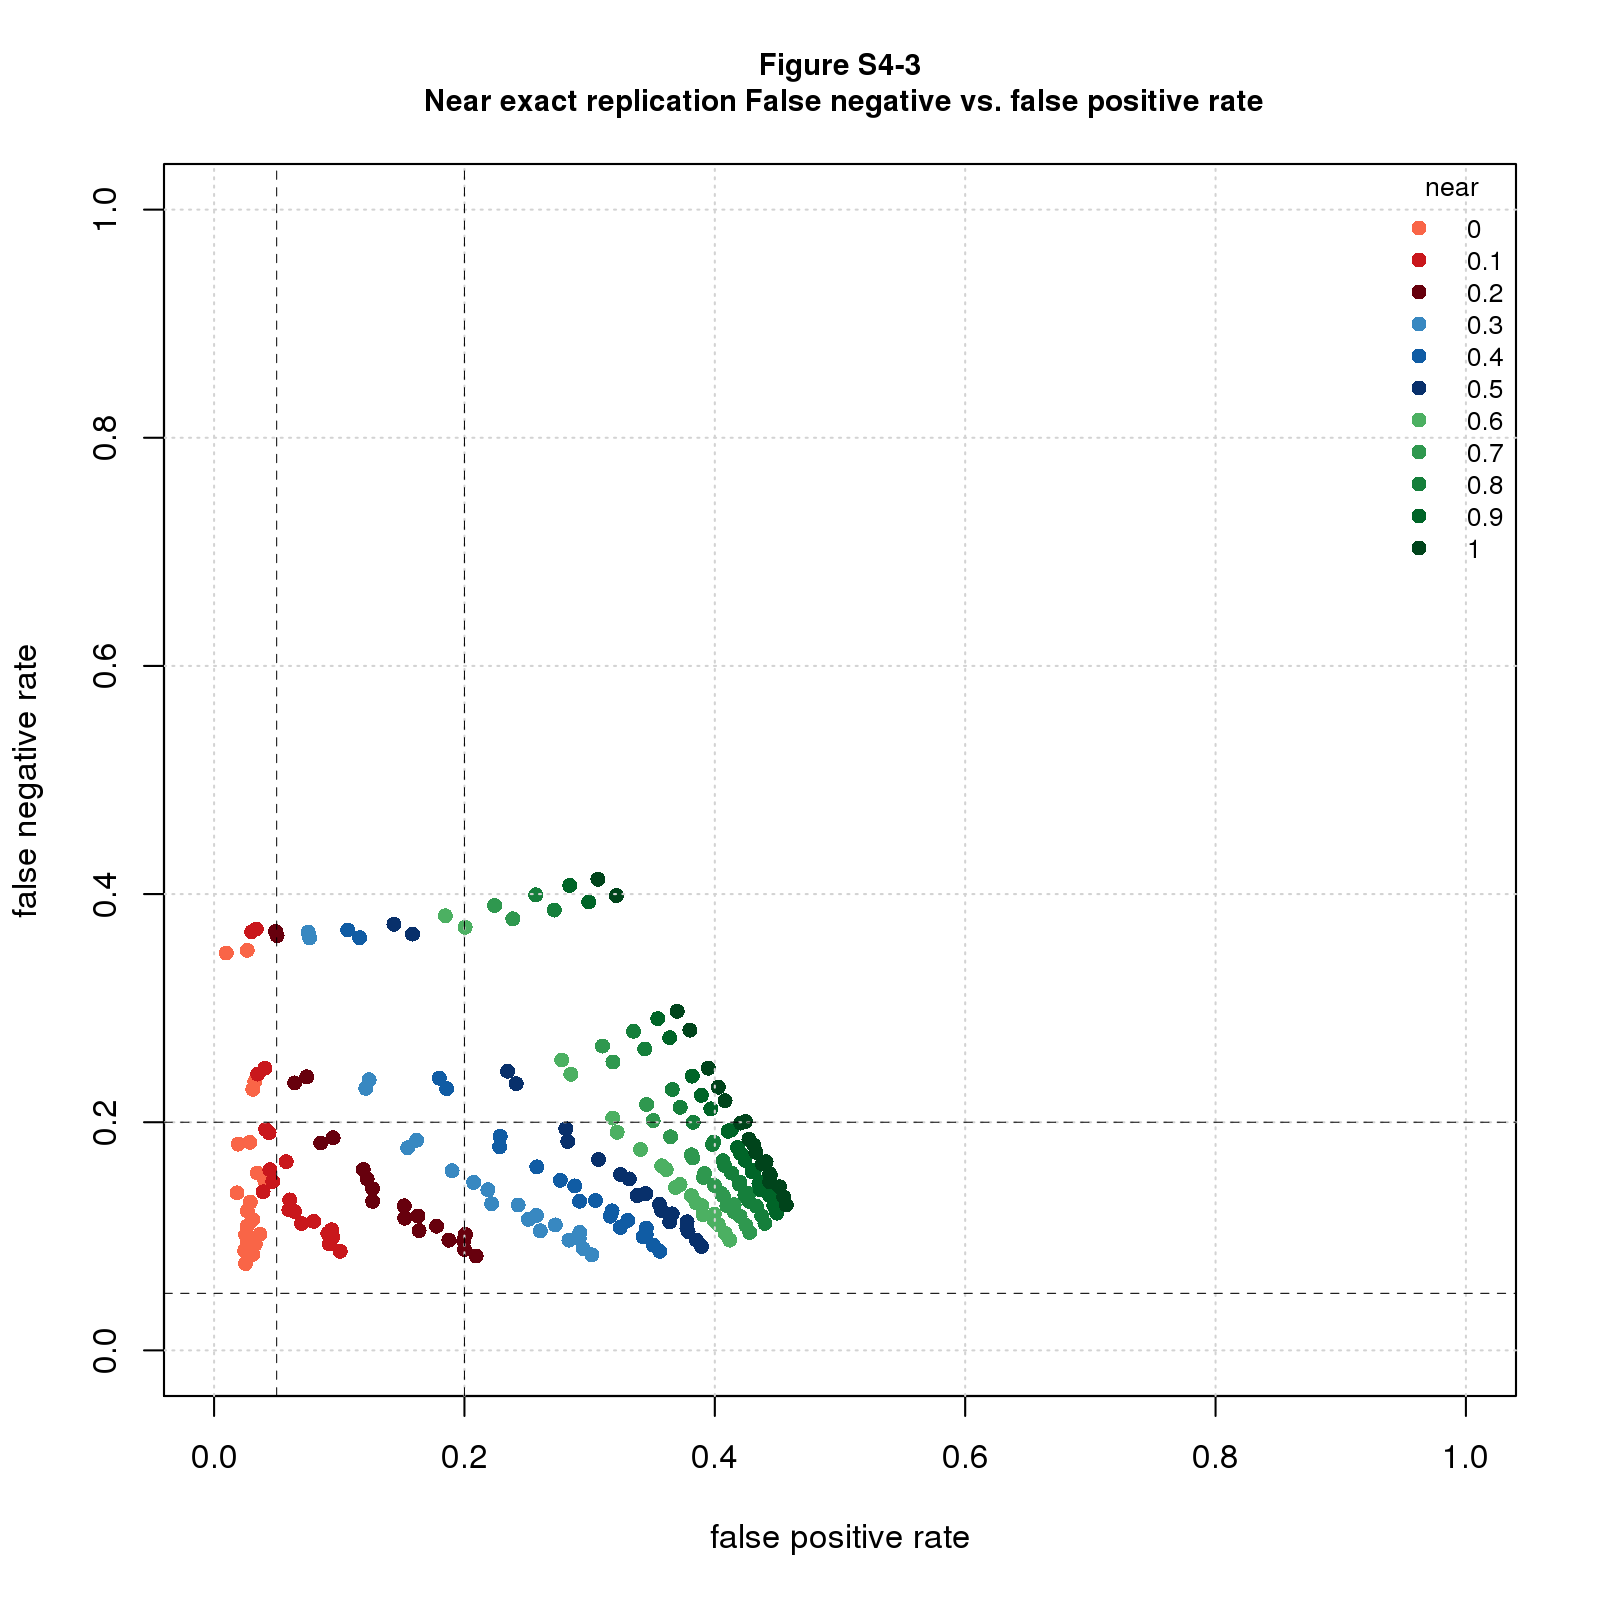 Figure S4-3
Near exact replication False negative vs. false positive rate
near
0
0.1
0.2
0.3
0.4
0.5
0.6
0.7
0.8
0.9
1
false negative rate
1.0
0.8
0.6
0.4
0.2
0.0
0.0 0.2 0.4 0.6 0.8 1.0
false positive rate